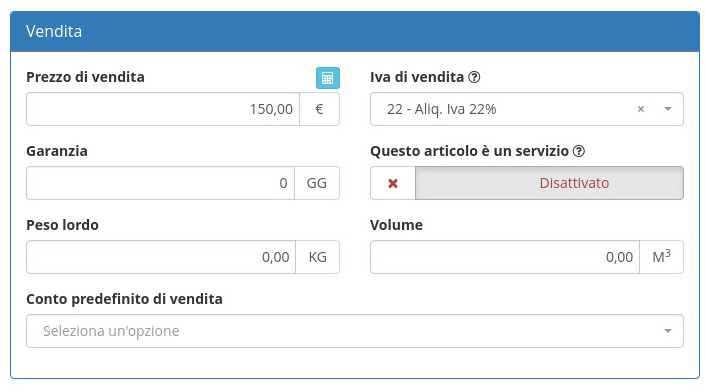 Vendita
Prezzo di vendita
Iva di vendita
150,00 €
22 - Aliq. Iva 22% ×
Garanzia
Questo articolo è un servizio
0 GG
Disattivato
Peso lordo
Volume
0,00 KG
0,00 M³
Conto predefinito di vendita
Seleziona un'opzione